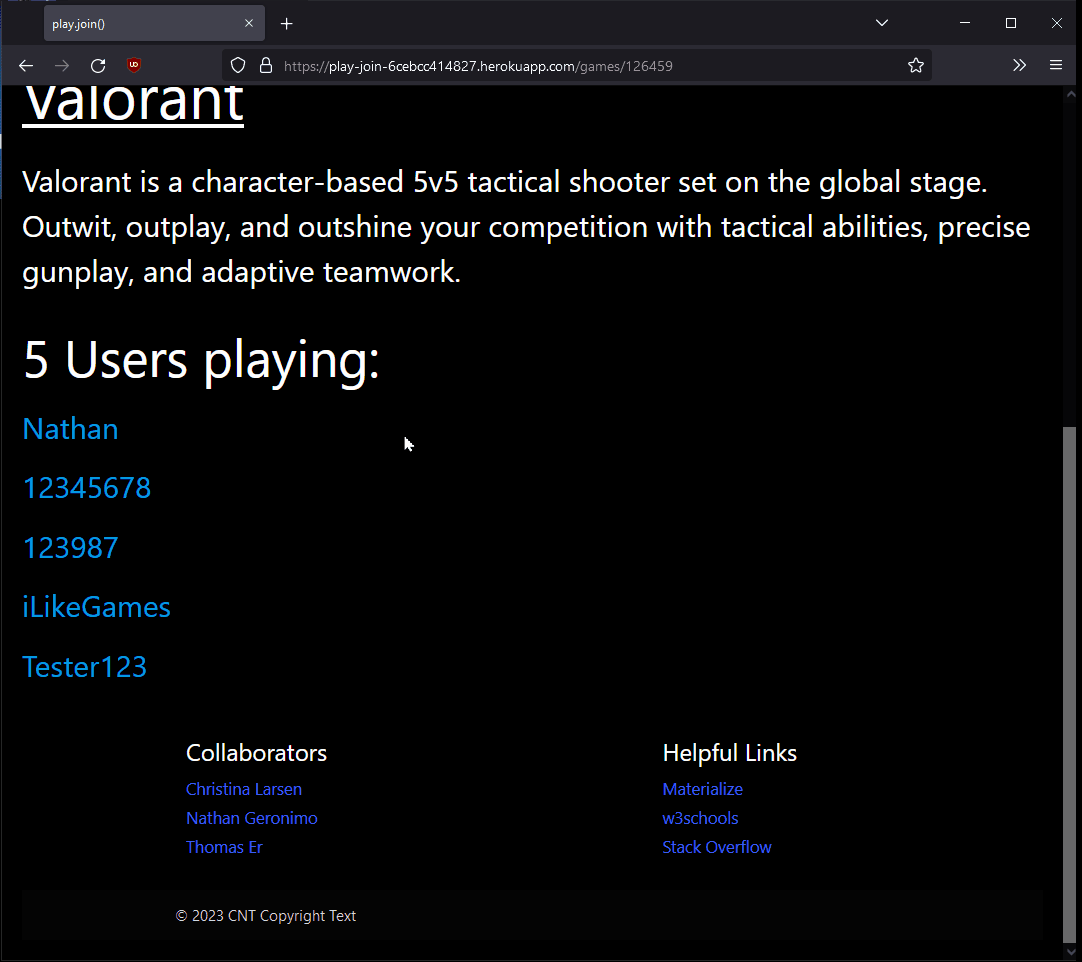 play.join()
https://play-join-6cebcc414827.herokuapp.com/games/126459
Valorant
Valorant is a character-based 5v5 tactical shooter set on the global stage.
Outwit, outplay, and outshine your competition with tactical abilities, precise
gunplay, and adaptive teamwork.
5 Users playing:
Nathan
12345678
123987
iLikeGames
Tester123
Collaborators
Christina Larsen
Nathan Geronimo
Thomas Er
Helpful Links
Materialize
w3schools
Stack Overflow
© 2023 CNT Copyright Text